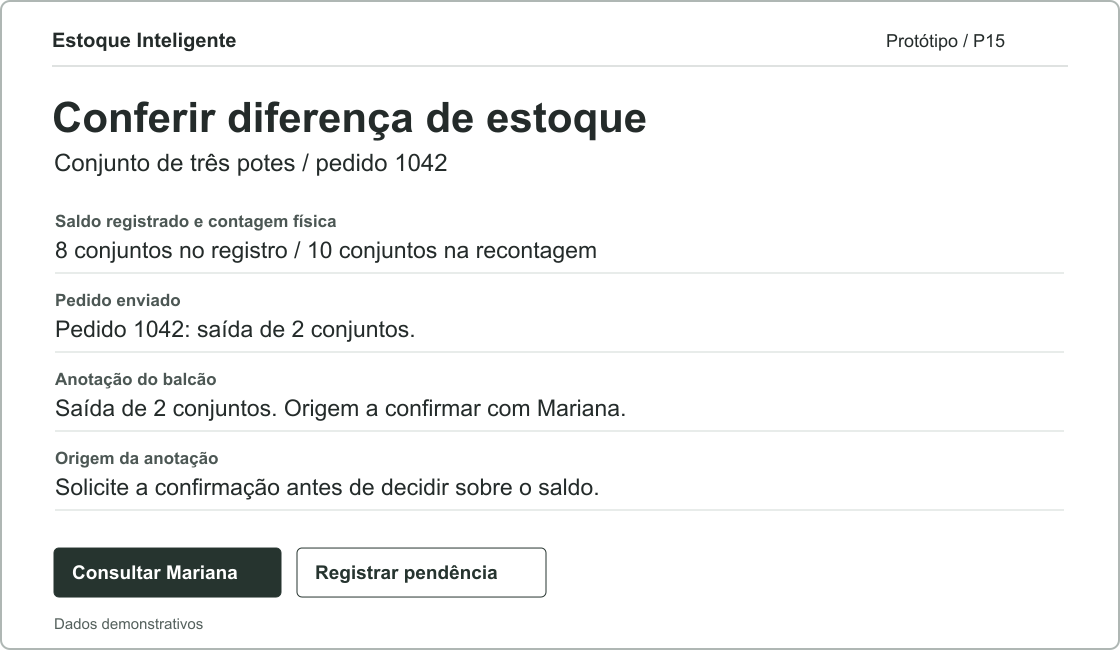 Estoque Inteligente
Protótipo / P15
Conferir diferença de estoque
Conjunto de três potes / pedido 1042
Saldo registrado e contagem física
8 conjuntos no registro / 10 conjuntos na recontagem
Pedido enviado
Pedido 1042: saída de 2 conjuntos.
Anotação do balcão
Saída de 2 conjuntos. Origem a confirmar com Mariana.
Origem da anotação
Solicite a confirmação antes de decidir sobre o saldo.
Consultar Mariana
Registrar pendência
Dados demonstrativos